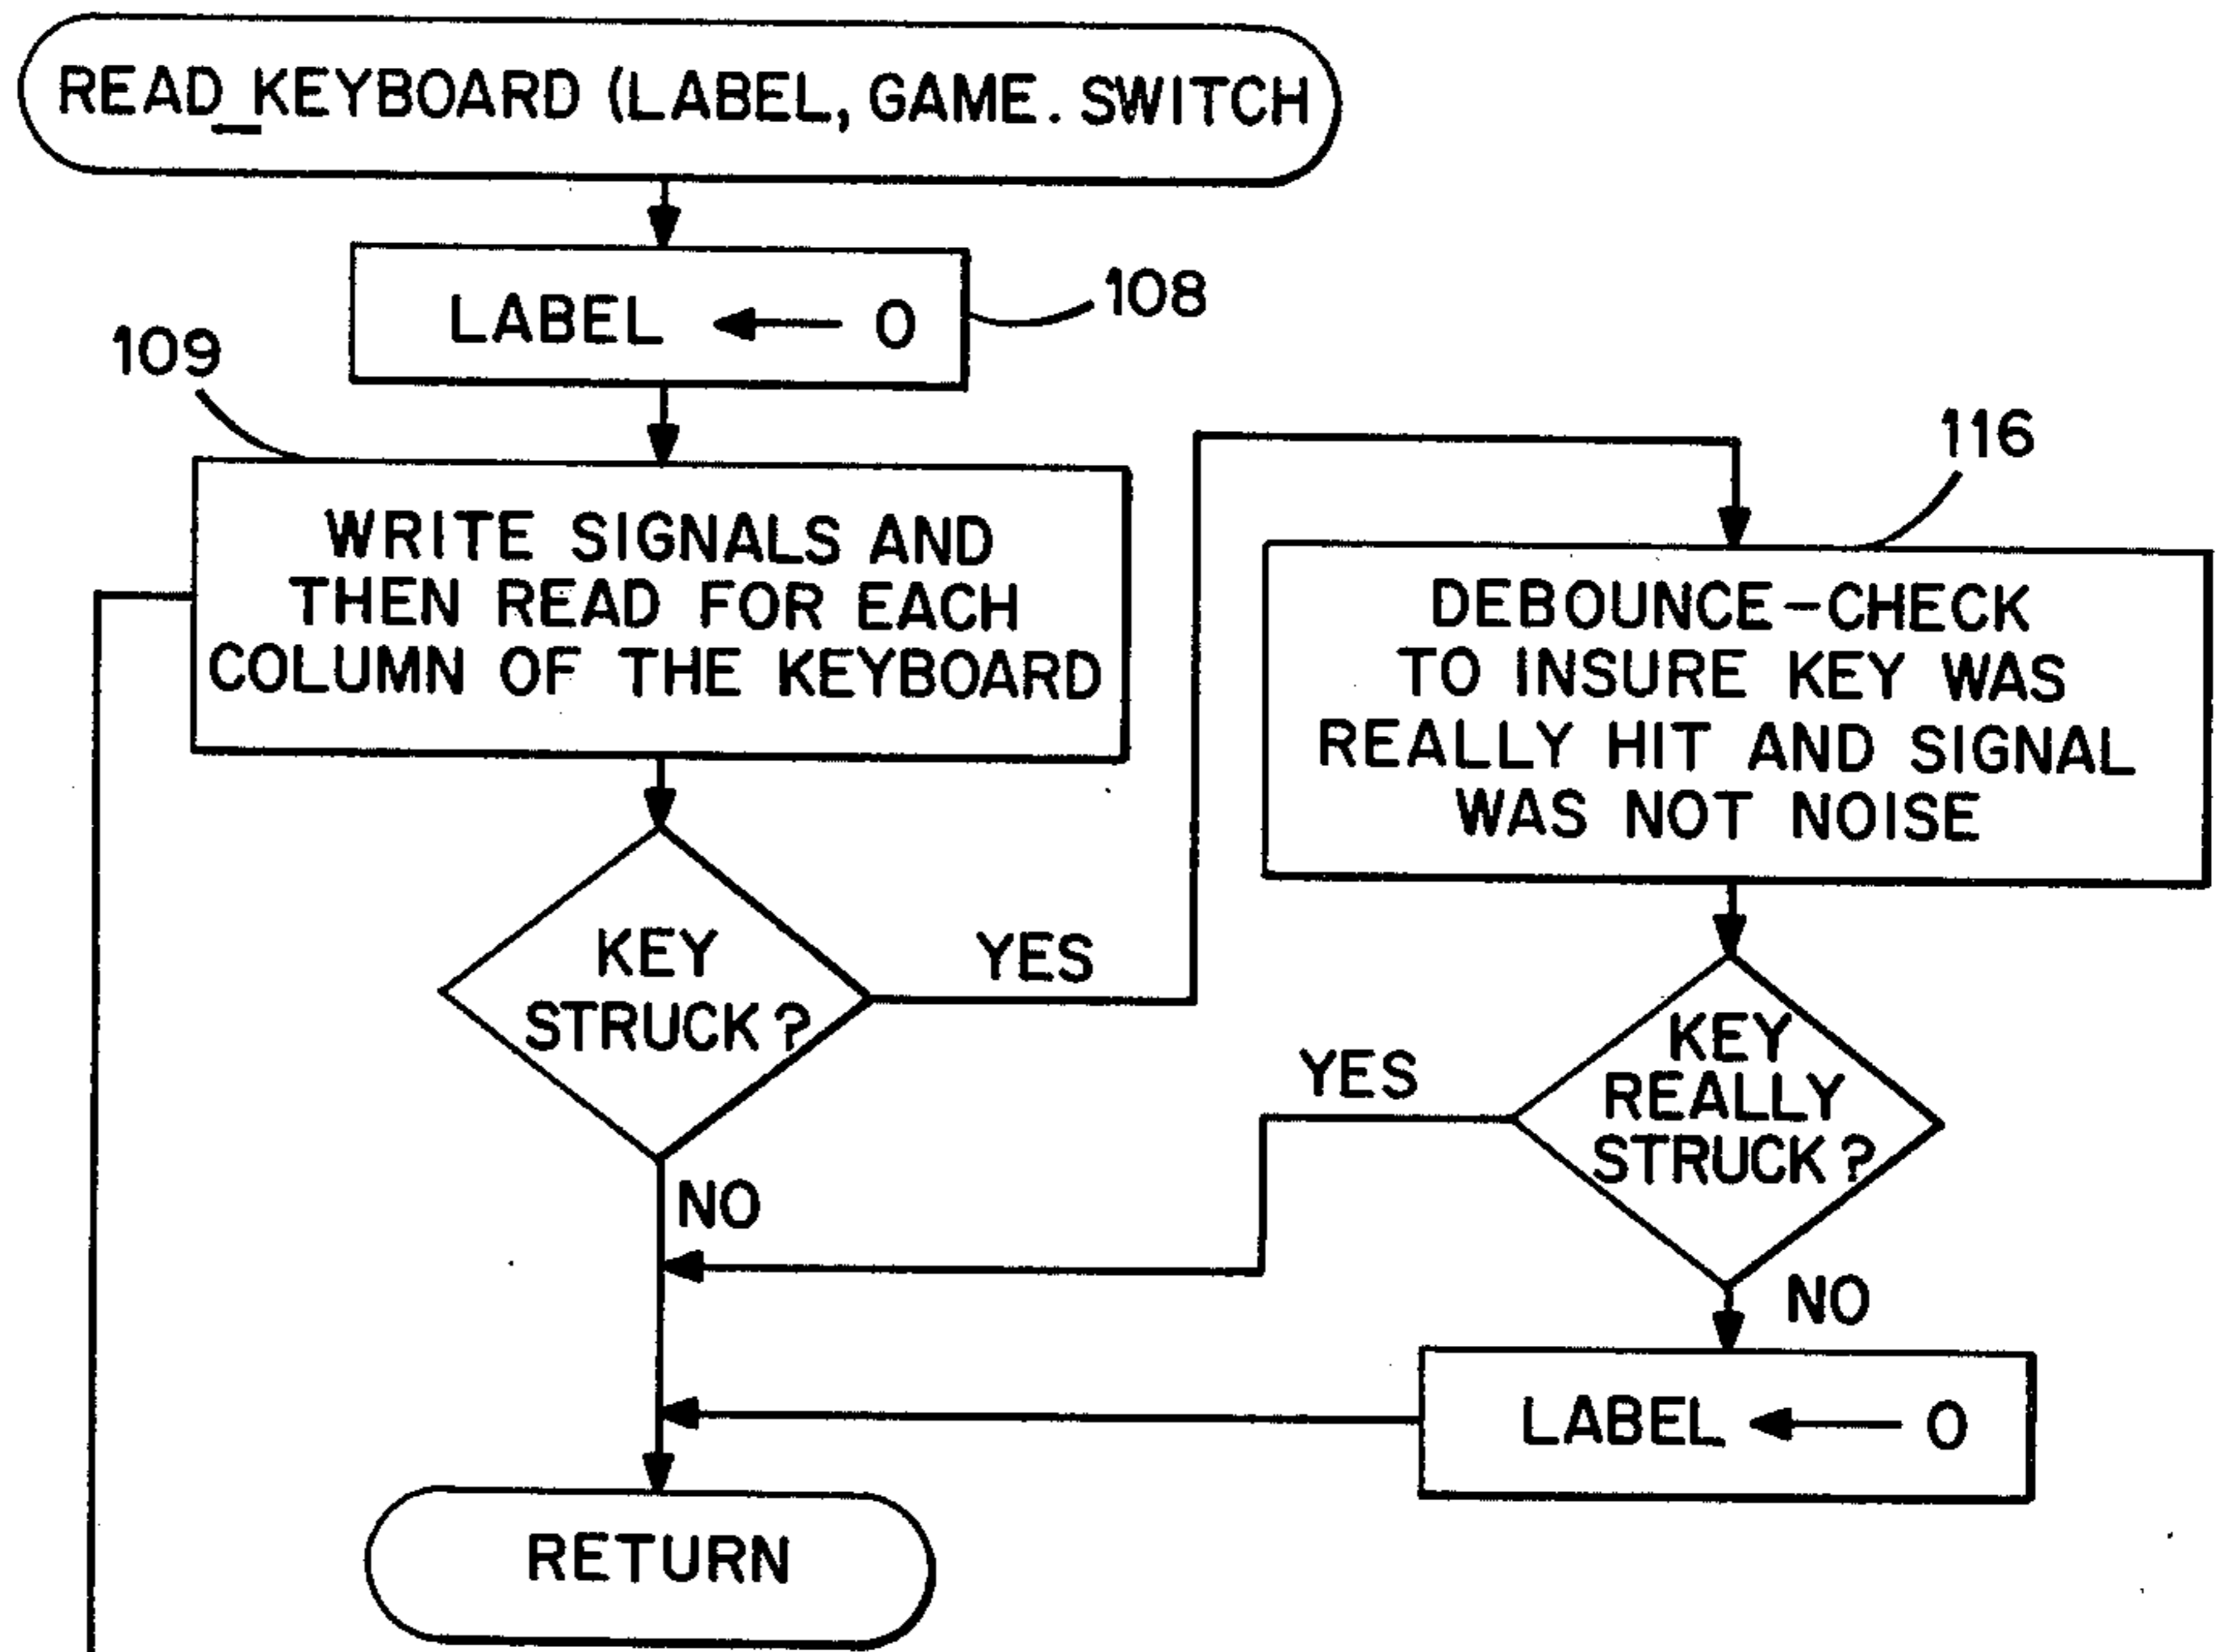 READ_KEYBOARD (LABEL, GAME. SWITCH
LABEL ← 0
108
109
WRITE SIGNALS AND
THEN READ FOR EACH
COLUMN OF THE KEYBOARD
116
DEBOUNCE-CHECK
TO INSURE KEY WAS
REALLY HIT AND SIGNAL
WAS NOT NOISE
KEY
STRUCK?
YES
NO
KEY
REALLY
STRUCK?
YES
NO
LABEL ← 0
RETURN